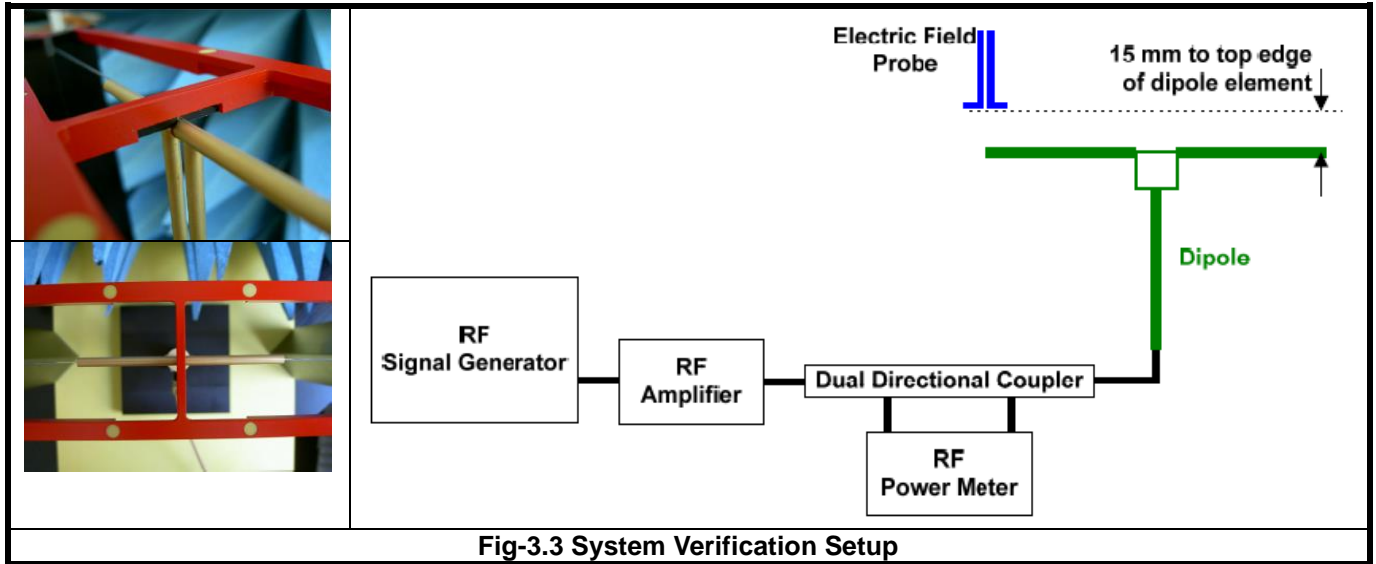 Electric Field
Probe
15 mm to top edge
of dipole element
Dipole
RF
Signal Generator
RF
Amplifier
Dual Directional Coupler
RF
Power Meter
Fig-3.3 System Verification Setup